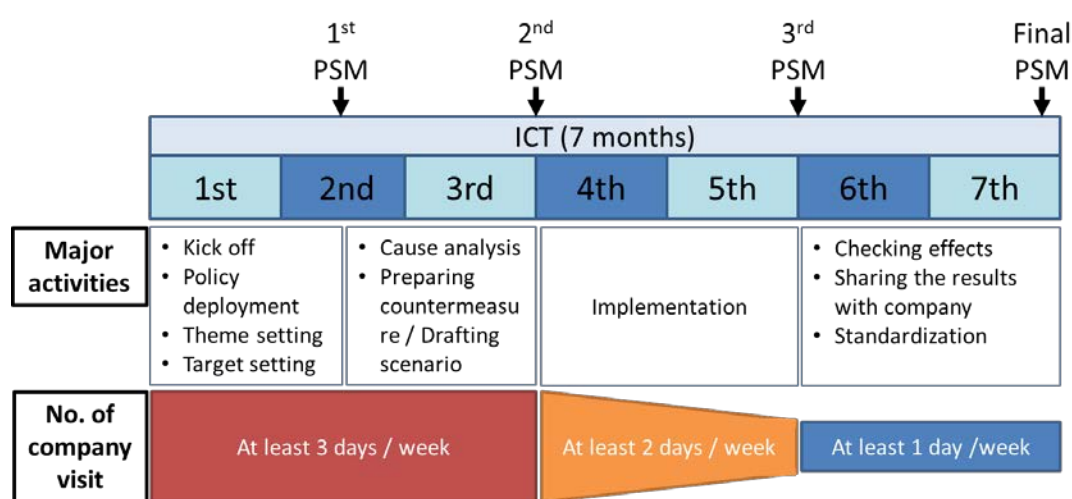 1st
PSM
2nd
PSM
3rd
PSM
Final
PSM
ICT (7 months)
1st
2nd
3rd
4th
5th
6th
7th
Major
activities
• Kick off
• Policy
deployment
• Theme setting
• Target setting
• Cause analysis
• Preparing
countermeasu
re / Drafting
scenario
Implementation
• Checking effects
• Sharing the results
with company
• Standardization
No. of
company
visit
At least 3 days / week
At least 2 days / week
At least 1 day /week